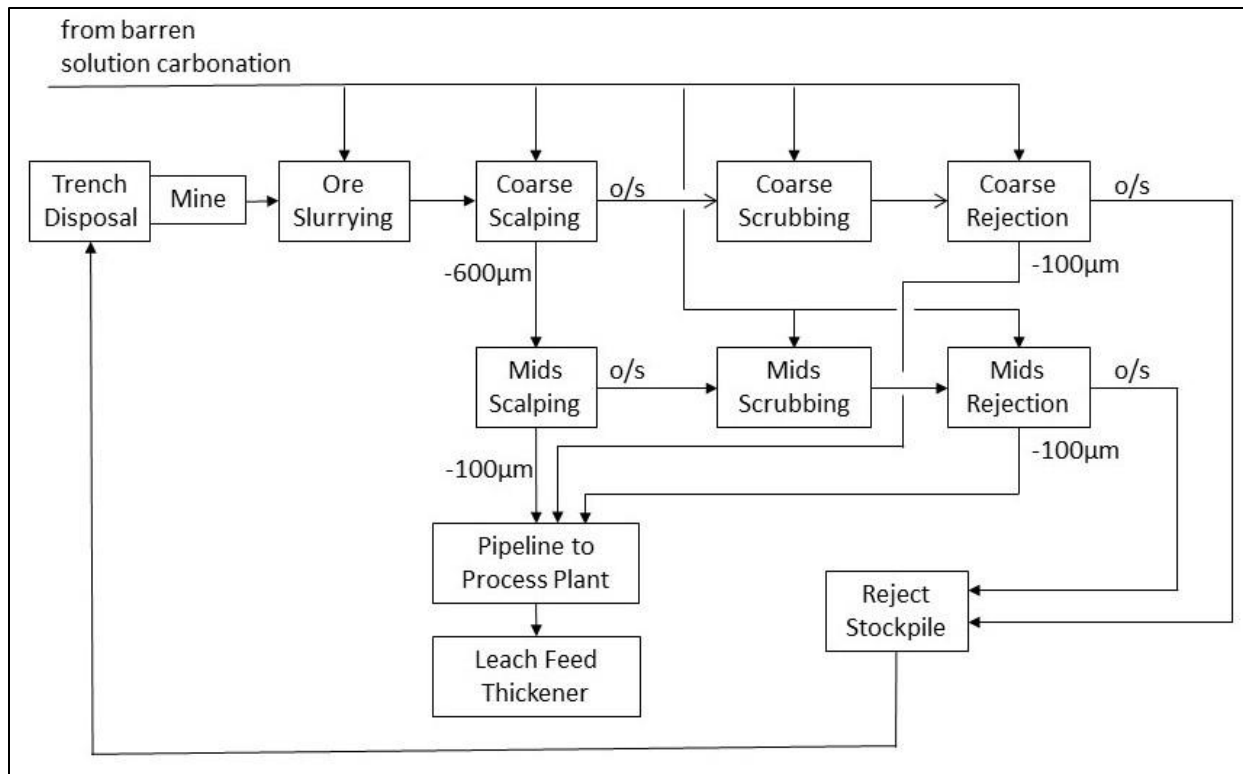 from barren
solution carbonation
Trench
Disposal
Mine
Ore
Slurrying
Coarse
Scalping
o/s
Coarse
Scrubbing
Coarse
Rejection
o/s
-600µm
-100µm
Mids
Scalping
o/s
Mids
Scrubbing
Mids
Rejection
o/s
-100µm
-100µm
Pipeline to
Process Plant
Reject
Stockpile
Leach Feed
Thickener